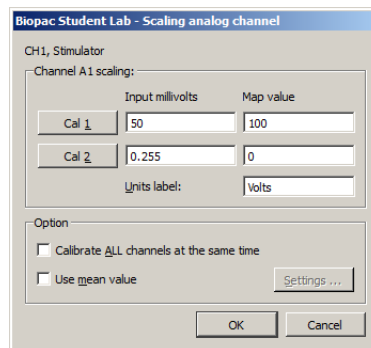 Biopac Student Lab - Scaling analog channel
CH1, Stimulator
Channel A1 scaling:
Input millivolts Map value
Cal 1 50 100
Cal 2 0.255 0
Units label: Volts
Option
Calibrate ALL channels at the same time
Use mean value Settings ...
OK Cancel